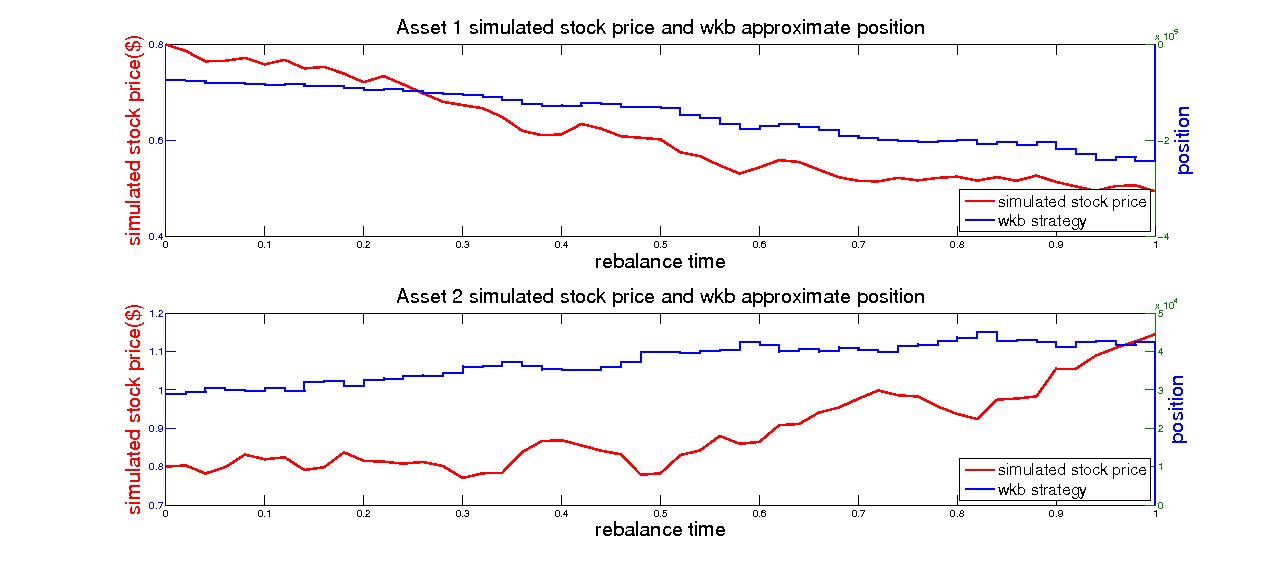 Asset 1 simulated stock price and wkb approximate position
x 10^5
simulated stock price($)
0.8
0.6
0.4
0
-2
-4
position
simulated stock price
wkb strategy
0 0.1 0.2 0.3 0.4 0.5 0.6 0.7 0.8 0.9 1
rebalance time
Asset 2 simulated stock price and wkb approximate position
x 10^4
simulated stock price($)
1.2
1.1
1
0.9
0.8
0.7
5
4
3
2
1
0
position
simulated stock price
wkb strategy
0 0.1 0.2 0.3 0.4 0.5 0.6 0.7 0.8 0.9 1
rebalance time